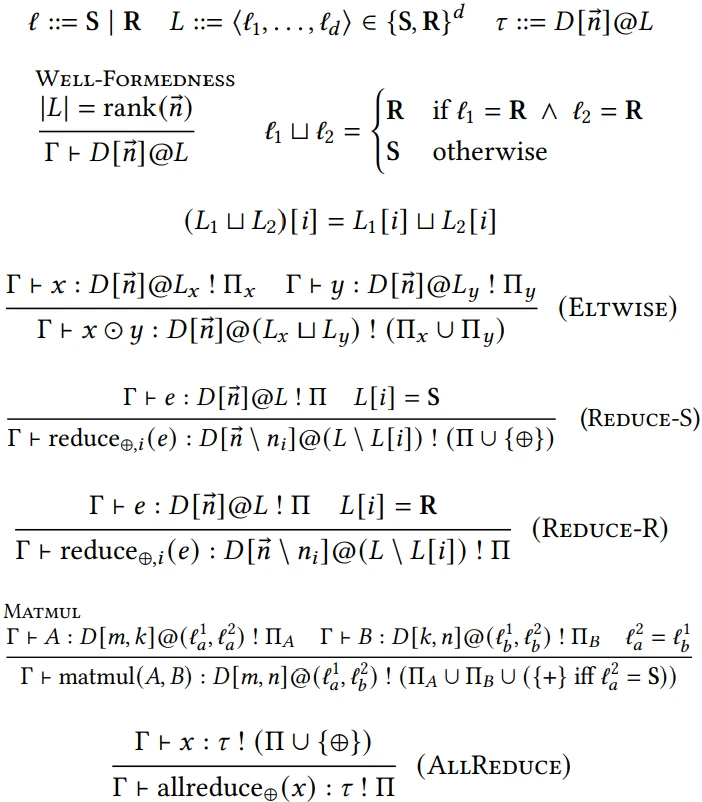 ℓ ::= S | R   L ::= ⟨ℓ₁, . . . , ℓ_d⟩ ∈ {S, R}^d   τ ::= D[n⃗]@L
Well-Formedness
|L| = rank(n⃗)
Γ ⊢ D[n⃗]@L
ℓ₁ ⊔ ℓ₂ = { R if ℓ₁ = R ∧ ℓ₂ = R
S otherwise
(L₁ ⊔ L₂)[i] = L₁[i] ⊔ L₂[i]
Γ ⊢ x : D[n⃗]@L_x ! Π_x   Γ ⊢ y : D[n⃗]@L_y ! Π_y
Γ ⊢ x ⊙ y : D[n⃗]@(L_x ⊔ L_y) ! (Π_x ∪ Π_y)
(Eltwise)
Γ ⊢ e : D[n⃗]@L ! Π   L[i] = S
Γ ⊢ reduce_{⊕,i}(e) : D[n⃗ \ n_i]@(L \ L[i]) ! (Π ∪ {⊕})
(Reduce-S)
Γ ⊢ e : D[n⃗]@L ! Π   L[i] = R
Γ ⊢ reduce_{⊕,i}(e) : D[n⃗ \ n_i]@(L \ L[i]) ! Π
(Reduce-R)
Matmul
Γ ⊢ A : D[m, k]@(ℓ_a^1, ℓ_a^2) ! Π_A   Γ ⊢ B : D[k, n]@(ℓ_b^1, ℓ_b^2) ! Π_B   ℓ_a^2 = ℓ_b^1
Γ ⊢ matmul(A, B) : D[m, n]@(ℓ_a^1, ℓ_b^2) ! (Π_A ∪ Π_B ∪ ({+} iff ℓ_a^2 = S))
Γ ⊢ x : τ ! (Π ∪ {⊕})
Γ ⊢ allreduce_⊕(x) : τ ! Π
(AllReduce)